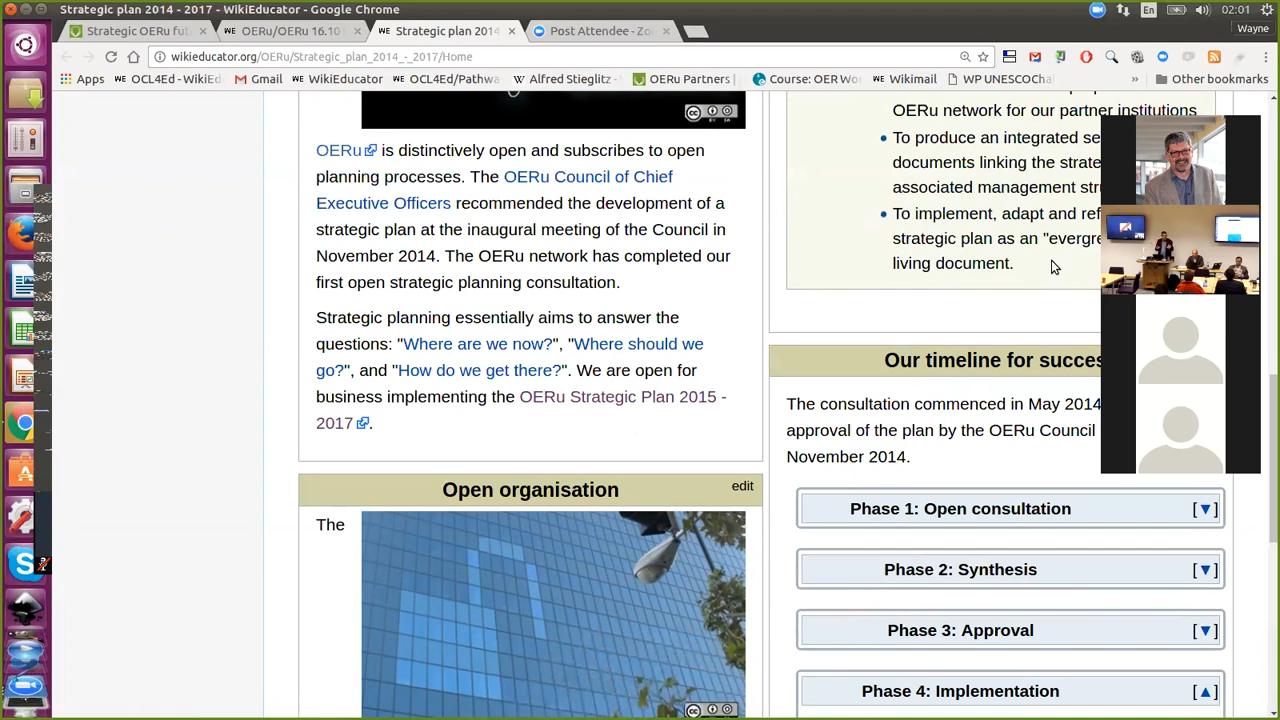 Strategic plan 2014 - 2017 - WikiEducator - Google Chrome
En
02:01
Strategic OERu fut
WE OERu/OERu 16.10
WE Strategic plan 2014
Post Attendee - Zo
Wayne
wikieducator.org/OERu/Strategic_plan_2014_-_2017/Home
Apps
WE OCL4Ed - WikiEd
Gmail
WE WikiEducator
WE OCL4Ed/Pathwa
W Alfred Stieglitz -
OERu Partners |
Course: OER Wo
WE Wikimail
WP UNESCOCha
»
Other bookmarks
OERu is distinctively open and subscribes to open
planning processes. The OERu Council of Chief
Executive Officers recommended the development of a
strategic plan at the inaugural meeting of the Council in
November 2014. The OERu network has completed our
first open strategic planning consultation.
Strategic planning essentially aims to answer the
questions: "Where are we now?", "Where should we
go?", and "How do we get there?". We are open for
business implementing the OERu Strategic Plan 2015 -
2017.
Open organisation
edit
The
OERu network for our partner institutions
To produce an integrated se
documents linking the strate
associated management stru
To implement, adapt and ref
strategic plan as an "evergre
living document.
Our timeline for succes
The consultation commenced in May 2014
approval of the plan by the OERu Council
November 2014.
Phase 1: Open consultation [▼]
Phase 2: Synthesis [▼]
Phase 3: Approval [▼]
Phase 4: Implementation [▲]